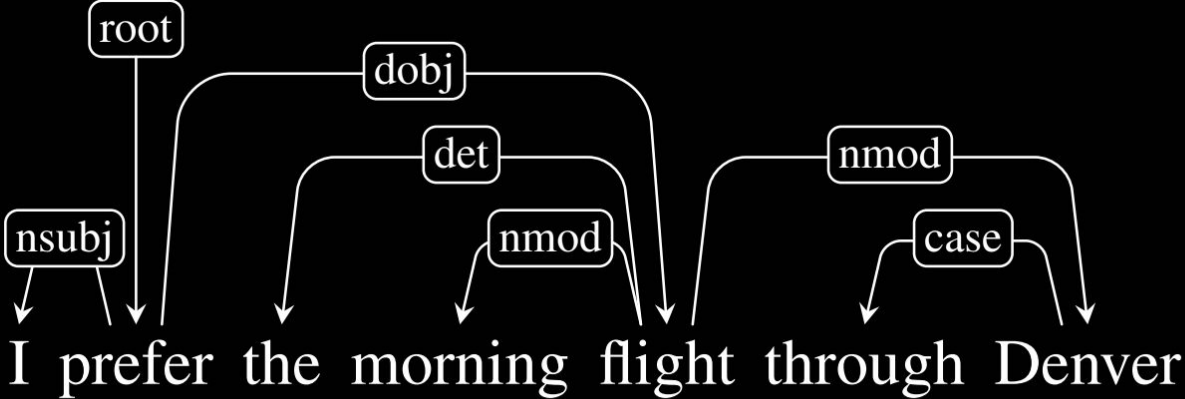 root
dobj
det
nmod
nsubj
nmod
case
I prefer the morning flight through Denver